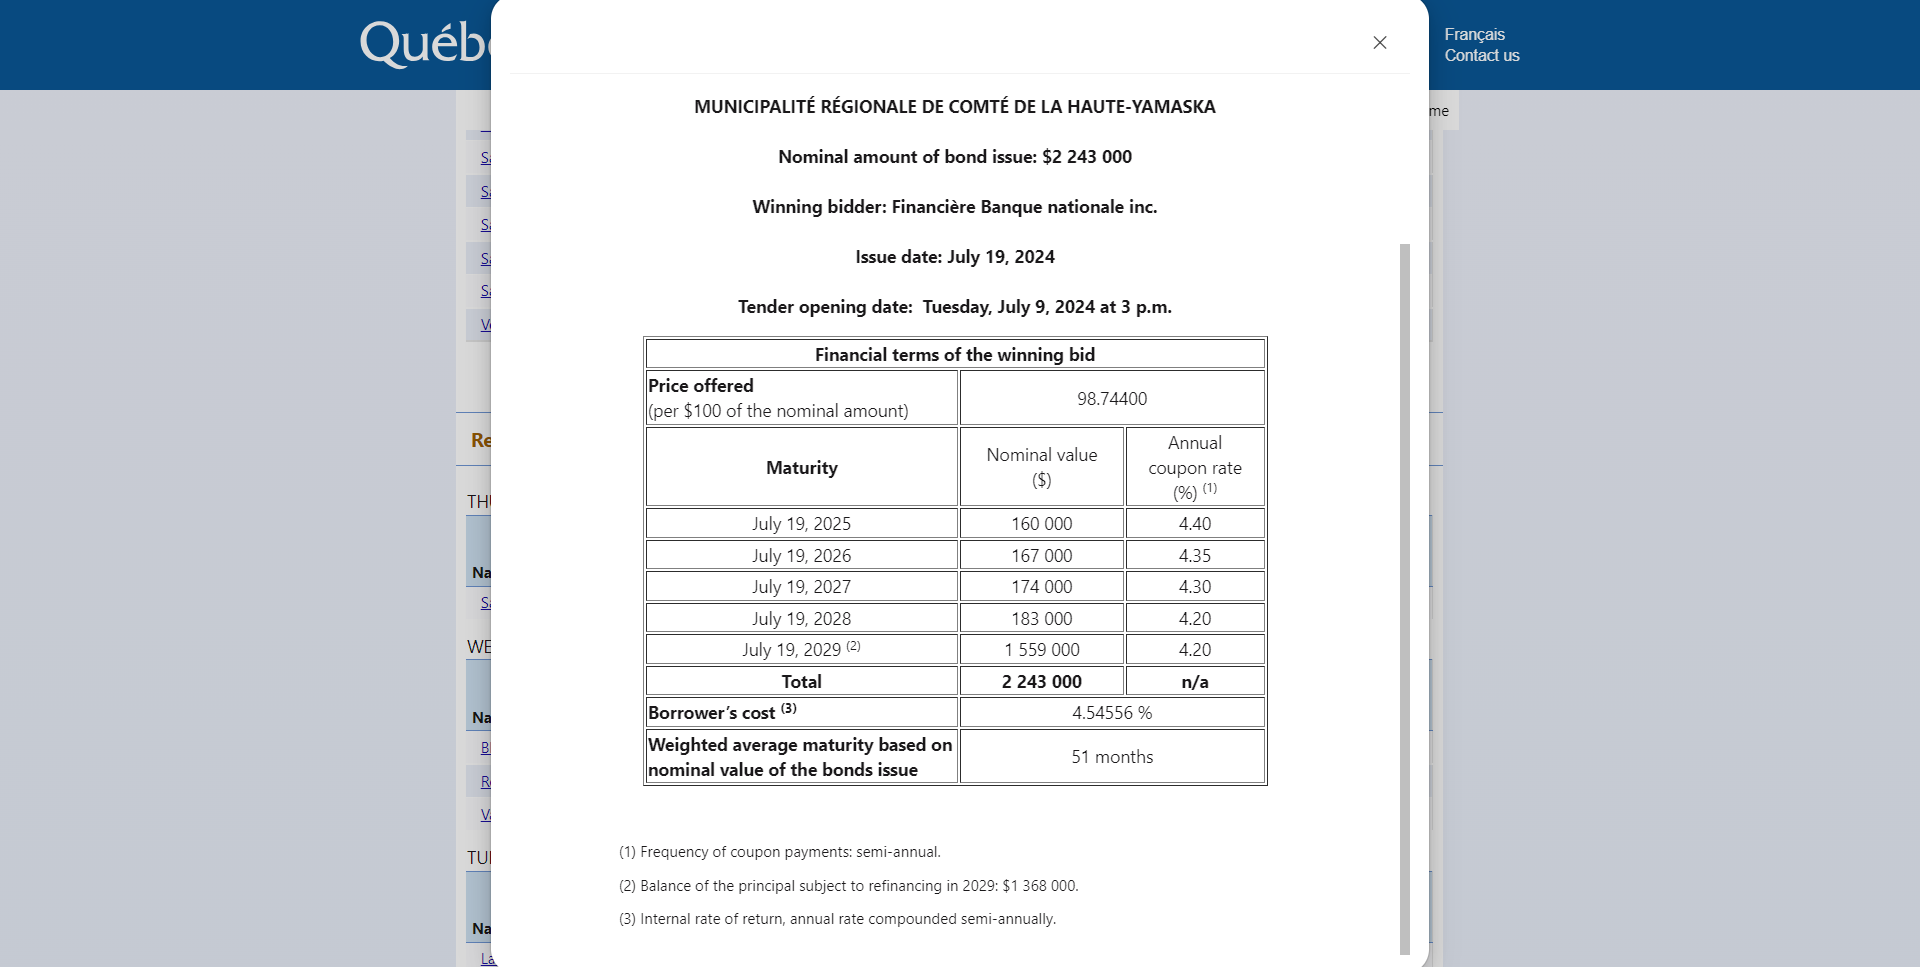 Québ
Français
Contact us
me
MUNICIPALITÉ RÉGIONALE DE COMTÉ DE LA HAUTE-YAMASKA
Nominal amount of bond issue: $2 243 000
Winning bidder: Financière Banque nationale inc.
Issue date: July 19, 2024
Tender opening date: Tuesday, July 9, 2024 at 3 p.m.
Financial terms of the winning bid
Price offered
(per $100 of the nominal amount)
98.74400
Maturity
Nominal value
($)
Annual
coupon rate
(%) (1)
July 19, 2025 160 000 4.40
July 19, 2026 167 000 4.35
July 19, 2027 174 000 4.30
July 19, 2028 183 000 4.20
July 19, 2029 (2) 1 559 000 4.20
Total 2 243 000 n/a
Borrower’s cost (3) 4.54556 %
Weighted average maturity based on
nominal value of the bonds issue
51 months
(1) Frequency of coupon payments: semi-annual.
(2) Balance of the principal subject to refinancing in 2029: $1 368 000.
(3) Internal rate of return, annual rate compounded semi-annually.